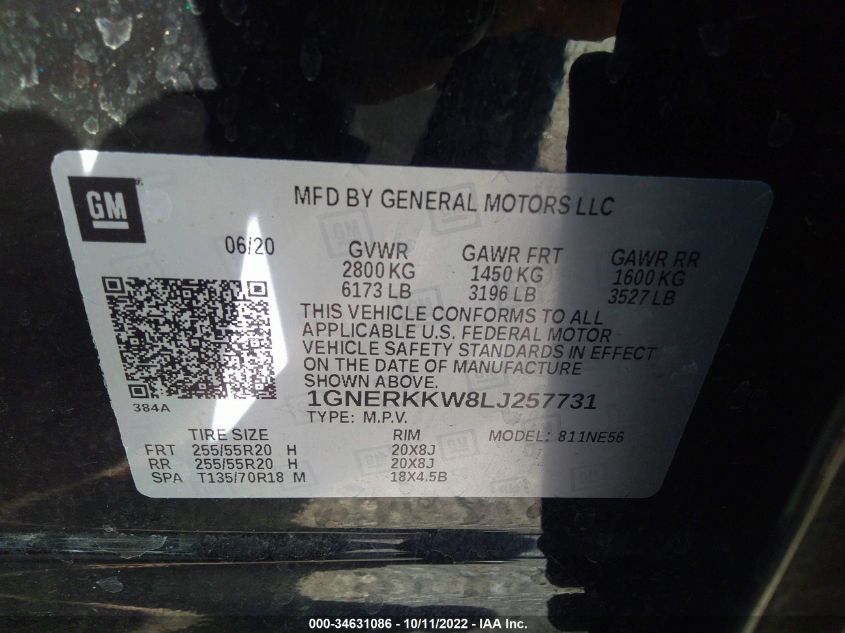 GM
MFD BY GENERAL MOTORS LLC
06/20
GVWR GAWR FRT GAWR RR
2800 KG 1450 KG 1600 KG
6173 LB 3196 LB 3527 LB
THIS VEHICLE CONFORMS TO ALL
APPLICABLE U.S. FEDERAL MOTOR
VEHICLE SAFETY STANDARDS IN EFFECT
ON THE DATE OF MANUFACTURE
SHOWN ABOVE.
384A
1GNERKKW8LJ257731
TYPE: M.P.V.
TIRE SIZE RIM MODEL: 811NE56
FRT 255/55R20 H 20X8J
RR 255/55R20 H 20X8J
SPA T135/70R18 M 18X4.5B
000-34631086 - 10/11/2022 - IAA Inc.